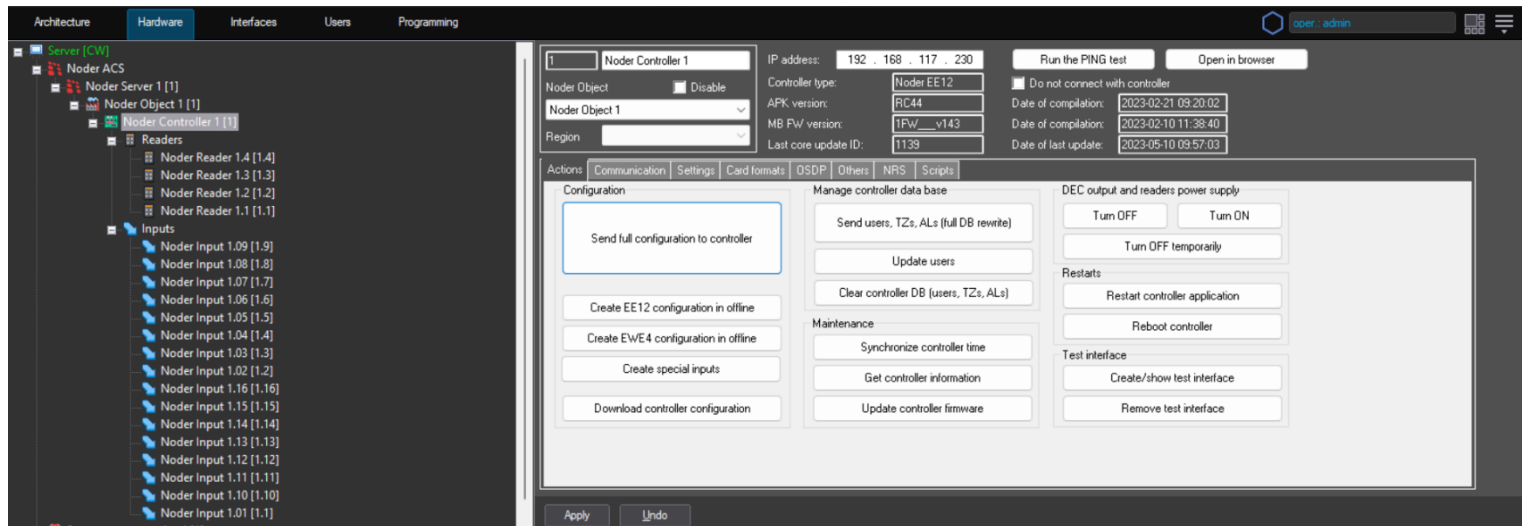 Architecture Hardware Interfaces Users Programming oper.: admin
Server [CW]
Noder ACS
Noder Server 1 [1]
Noder Object 1 [1]
Noder Controller 1 [1]
Readers
Noder Reader 1.4 [1.4]
Noder Reader 1.3 [1.3]
Noder Reader 1.2 [1.2]
Noder Reader 1.1 [1.1]
Inputs
Noder Input 1.09 [1.9]
Noder Input 1.08 [1.8]
Noder Input 1.07 [1.7]
Noder Input 1.06 [1.6]
Noder Input 1.05 [1.5]
Noder Input 1.04 [1.4]
Noder Input 1.03 [1.3]
Noder Input 1.02 [1.2]
Noder Input 1.16 [1.16]
Noder Input 1.15 [1.15]
Noder Input 1.14 [1.14]
Noder Input 1.13 [1.13]
Noder Input 1.12 [1.12]
Noder Input 1.11 [1.11]
Noder Input 1.10 [1.10]
Noder Input 1.01 [1.1]
1 Noder Controller 1
Noder Object Disable
Noder Object 1
Region
IP address: 192 . 168 . 117 . 230 Run the PING test Open in browser
Controller type: Noder EE12 Do not connect with controller
APK version: RC44 Date of compilation: 2023-02-21 09:20:02
MB FW version: 1FW___v143 Date of compilation: 2023-02-10 11:38:40
Last core update ID: 1139 Date of last update: 2023-05-10 09:57:03
Actions Communication Settings Card formats OSDP Others NRS Scripts
Configuration
Send full configuration to controller
Create EE12 configuration in offline
Create EWE4 configuration in offline
Create special inputs
Download controller configuration
Manage controller data base
Send users, TZs, ALs (full DB rewrite)
Update users
Clear controller DB (users, TZs, ALs)
Maintenance
Synchronize controller time
Get controller information
Update controller firmware
DEC output and readers power supply
Turn OFF Turn ON
Turn OFF temporarily
Restarts
Restart controller application
Reboot controller
Test interface
Create/show test interface
Remove test interface
Apply Undo